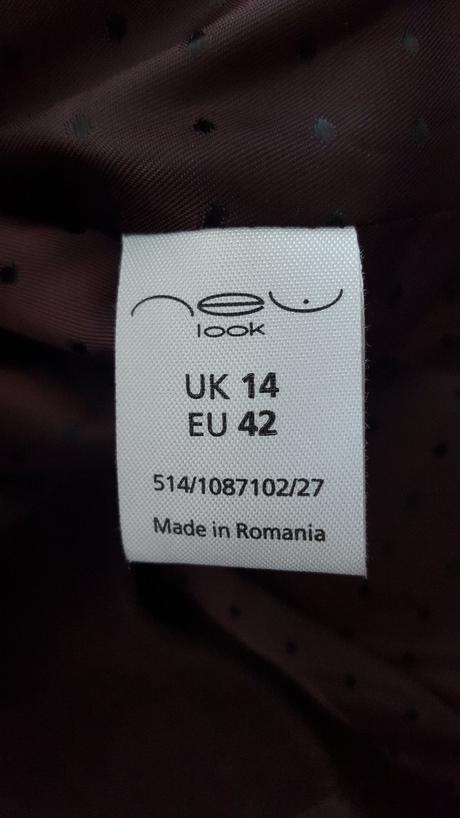 new
look
UK 14
EU 42
514/1087102/27
Made in Romania